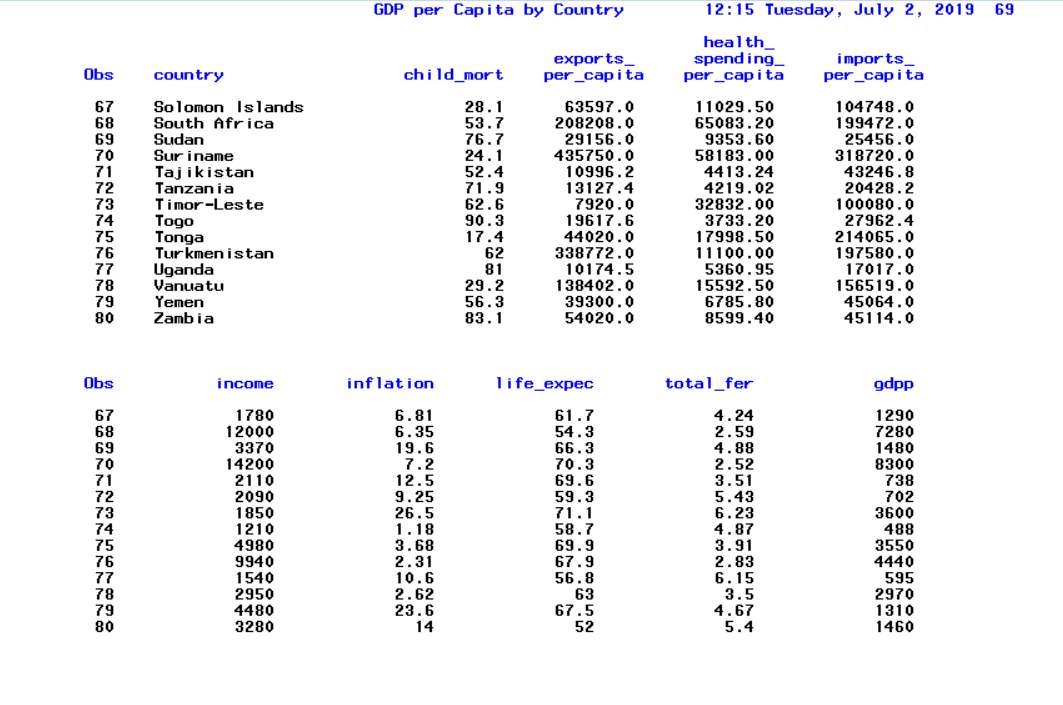 GDP per Capita by Country 12:15 Tuesday, July 2, 2019 69
health_
exports_ spending_ imports_
Obs country child_mort per_capita per_capita per_capita
67 Solomon Islands 28.1 63597.0 11029.50 104748.0
68 South Africa 53.7 208208.0 65083.20 199472.0
69 Sudan 76.7 29156.0 9353.60 25456.0
70 Suriname 24.1 435750.0 58183.00 318720.0
71 Tajikistan 52.4 10996.2 4413.24 43246.8
72 Tanzania 71.9 13127.4 4219.02 20428.2
73 Timor-Leste 62.6 7920.0 32832.00 100080.0
74 Togo 90.3 19617.6 3733.20 27962.4
75 Tonga 17.4 44020.0 17998.50 214065.0
76 Turkmenistan 62 338772.0 11100.00 197580.0
77 Uganda 81 10174.5 5360.95 17017.0
78 Vanuatu 29.2 138402.0 15592.50 156519.0
79 Yemen 56.3 39300.0 6785.80 45064.0
80 Zambia 83.1 54020.0 8599.40 45114.0
Obs income inflation life_expec total_fer gdpp
67 1780 6.81 61.7 4.24 1290
68 12000 6.35 54.3 2.59 7280
69 3370 19.6 66.3 4.88 1480
70 14200 7.2 70.3 2.52 8300
71 2110 12.5 69.6 3.51 738
72 2090 9.25 59.3 5.43 702
73 1850 26.5 71.1 6.23 3600
74 1210 1.18 58.7 4.87 488
75 4980 3.68 69.9 3.91 3550
76 9940 2.31 67.9 2.83 4440
77 1540 10.6 56.8 6.15 595
78 2950 2.62 63 3.5 2970
79 4480 23.6 67.5 4.67 1310
80 3280 14 52 5.4 1460